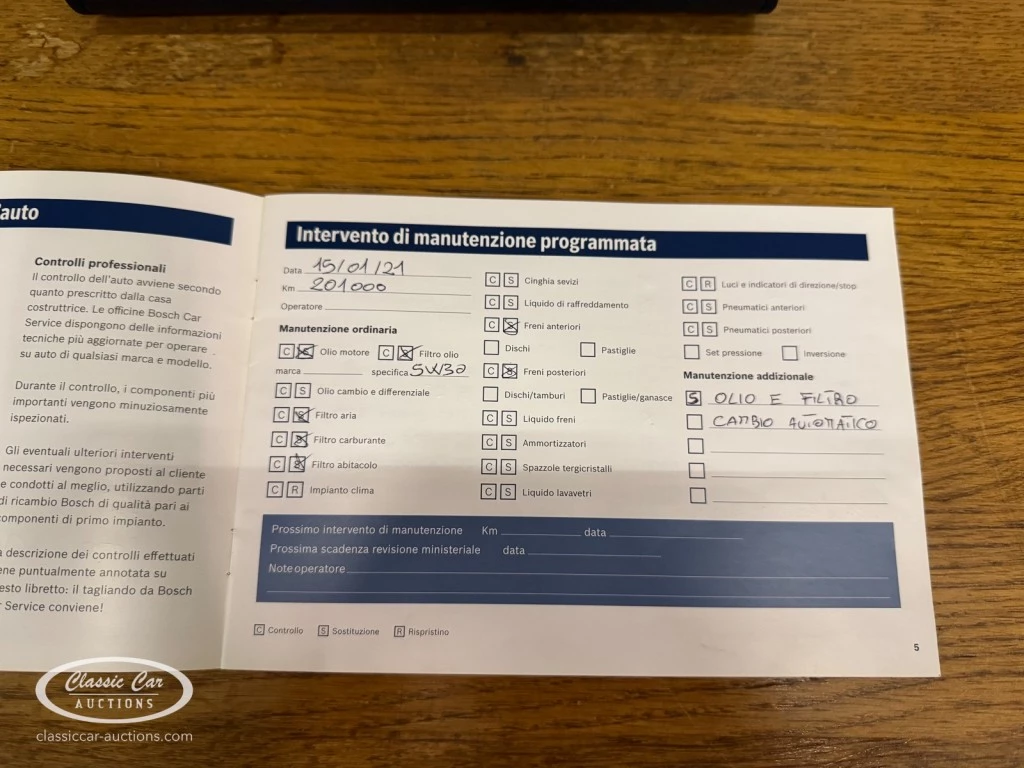 'auto
Controlli professionali
Il controllo dell'auto avviene secondo
quanto prescritto dalla casa
costruttrice. Le officine Bosch Car
Service dispongono delle informazioni
tecniche più aggiornate per operare
su auto di qualsiasi marca e modello.
Durante il controllo, i componenti più
importanti vengono minuziosamente
ispezionati.
Gli eventuali ulteriori interventi
necessari vengono proposti al cliente
e condotti al meglio, utilizzando parti
di ricambio Bosch di qualità pari ai
componenti di primo impianto.
a descrizione dei controlli effettuati
ene puntualmente annotata su
esto libretto: il tagliando da Bosch
r Service conviene!
Intervento di manutenzione programmata
Data 15/01/21
Km 201000
Operatore
Manutenzione ordinaria
C S Olio motore C S Filtro olio
marca specifica 5W30
C S Olio cambio e differenziale
C S Filtro aria
C S Filtro carburante
C S Filtro abitacolo
C R Impianto clima
C S Cinghia sevizi
C S Liquido di raffreddamento
C S Freni anteriori
Dischi Pastiglie
C S Freni posteriori
Dischi/tamburi Pastiglie/ganasce
C S Liquido freni
C S Ammortizzatori
C S Spazzole tergicristalli
C S Liquido lavavetri
C R Luci e indicatori di direzione/stop
C S Pneumatici anteriori
C S Pneumatici posteriori
Set pressione Inversione
Manutenzione addizionale
S OLIO E FILTRO
CAMBIO AUTOMATICO
Prossimo intervento di manutenzione Km data
Prossima scadenza revisione ministeriale data
Note operatore
C Controllo S Sostituzione R Rispristino
5
Classic Car
AUCTIONS
classiccar-auctions.com